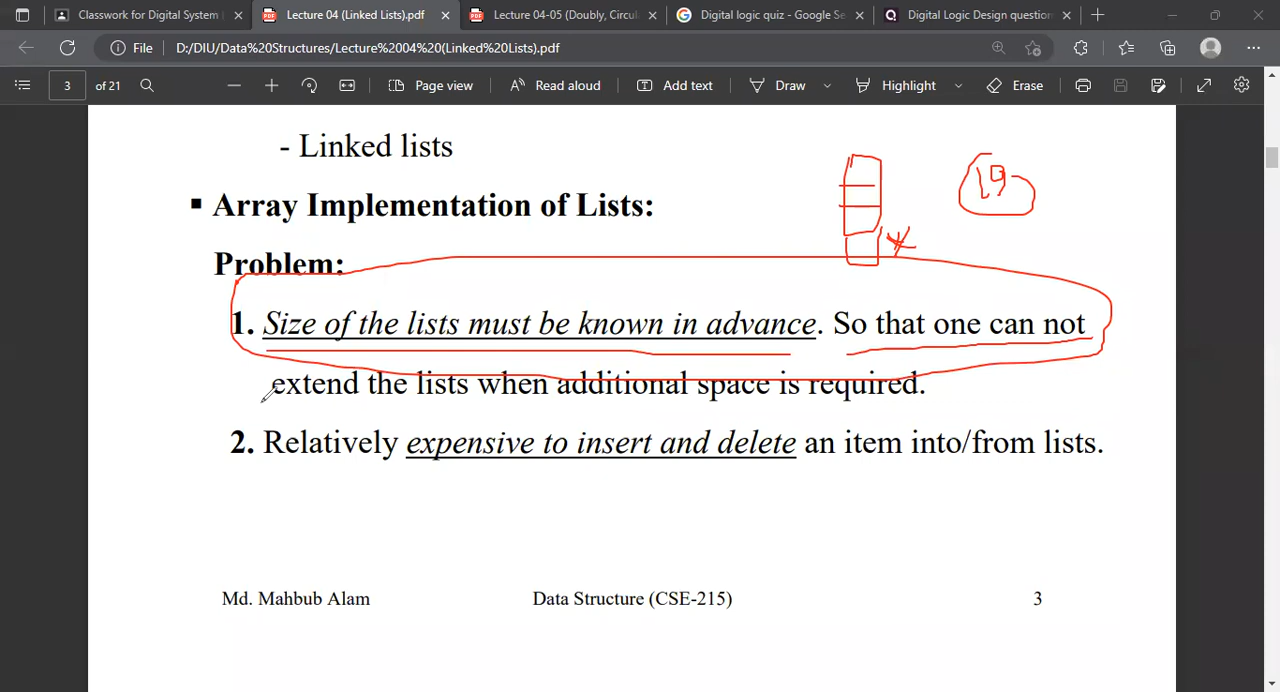 Classwork for Digital System
Lecture 04 (Linked Lists).pdf
Lecture 04-05 (Doubly, Circu
Digital logic quiz - Google Se
Digital Logic Design question
File
D:/DIU/Data%20Structures/Lecture%2004%20(Linked%20Lists).pdf
3 of 21
Page view
Read aloud
Add text
Draw
Highlight
Erase
- Linked lists
▪ Array Implementation of Lists:
Problem:
1. Size of the lists must be known in advance. So that one can not
extend the lists when additional space is required.
2. Relatively expensive to insert and delete an item into/from lists.
Md. Mahbub Alam
Data Structure (CSE-215)
3